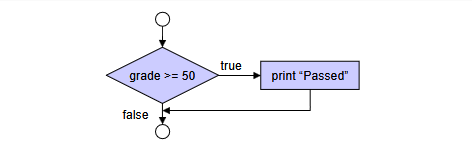 true
grade >= 50
print “Passed”
false